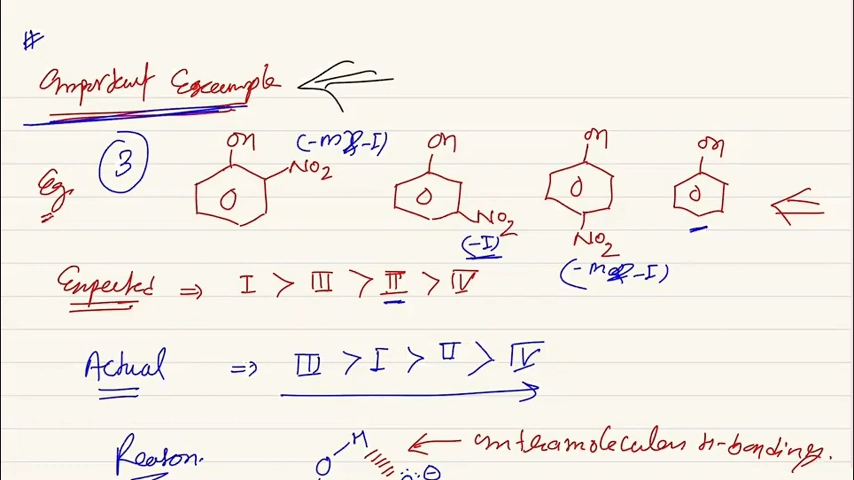 #
Important Example
Eg. 3 OH NO2 (-M & -I) OH NO2 (-I) OH NO2 (-M & -I) OH
Expected ⇒ I > III > II > IV
Actual ⇒ III > I > II > IV
Reason. O H intramolecular H-bondings.
O ⊖